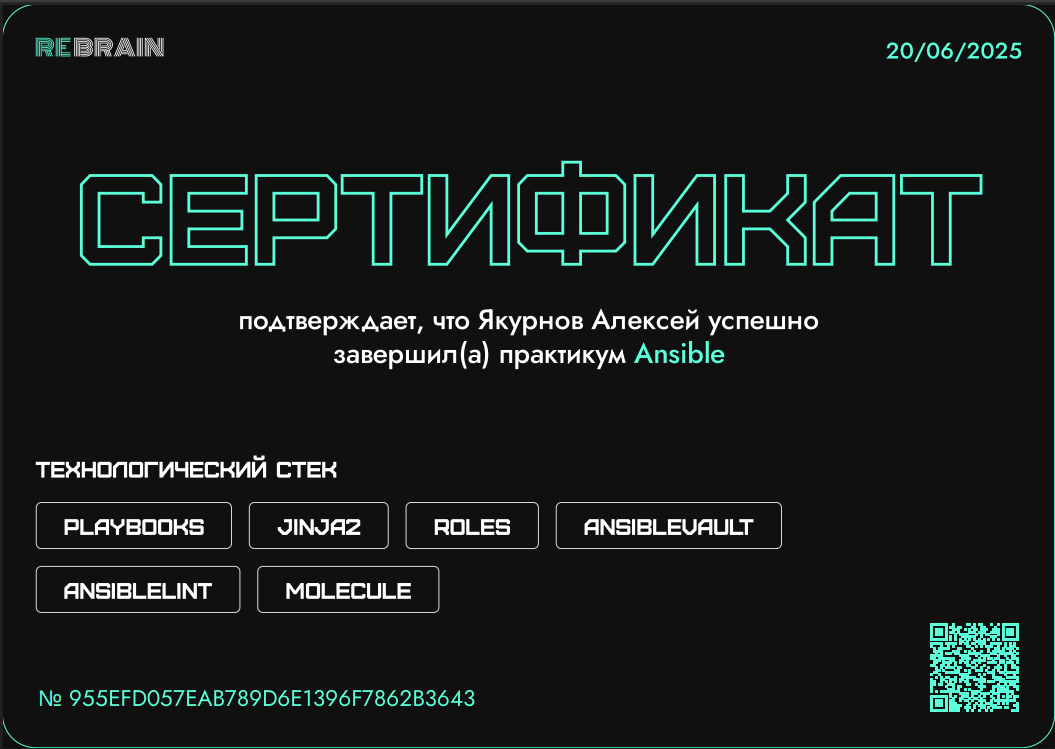 REBRAIN
20/06/2025
СЕРТИФИКАТ
подтверждает, что Якурнов Алексей успешно
завершил(а) практикум Ansible
ТЕХНОЛОГИЧЕСКИЙ СТЕК
PLAYBOOKS JINJA2 ROLES ANSIBLEVAULT
ANSIBLELINT MOLECULE
№ 955EFD057EAB789D6E1396F7862B3643